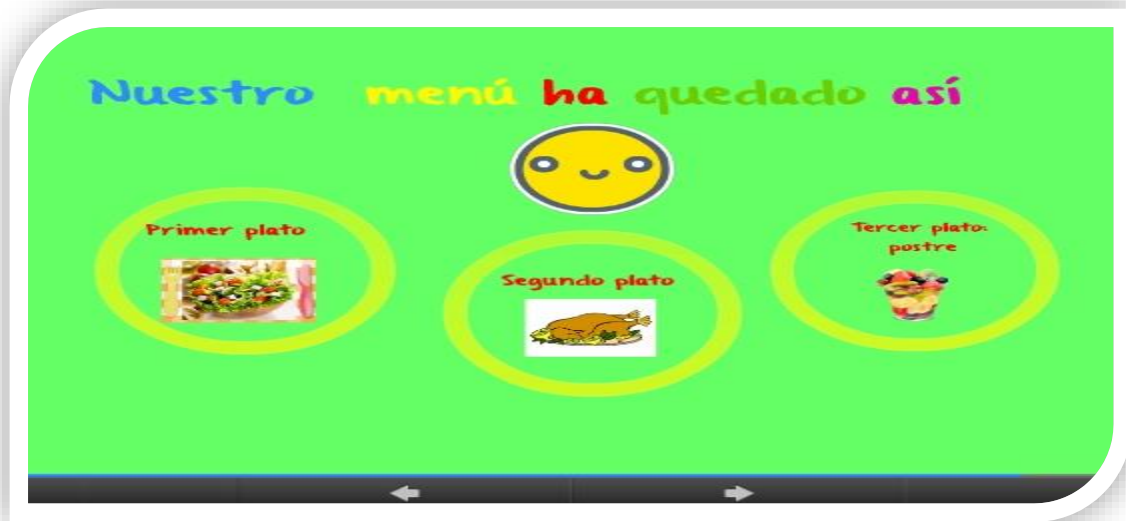 Nuestro menú ha quedado así
Primer plato
Segundo plato
Tercer plato:
postre